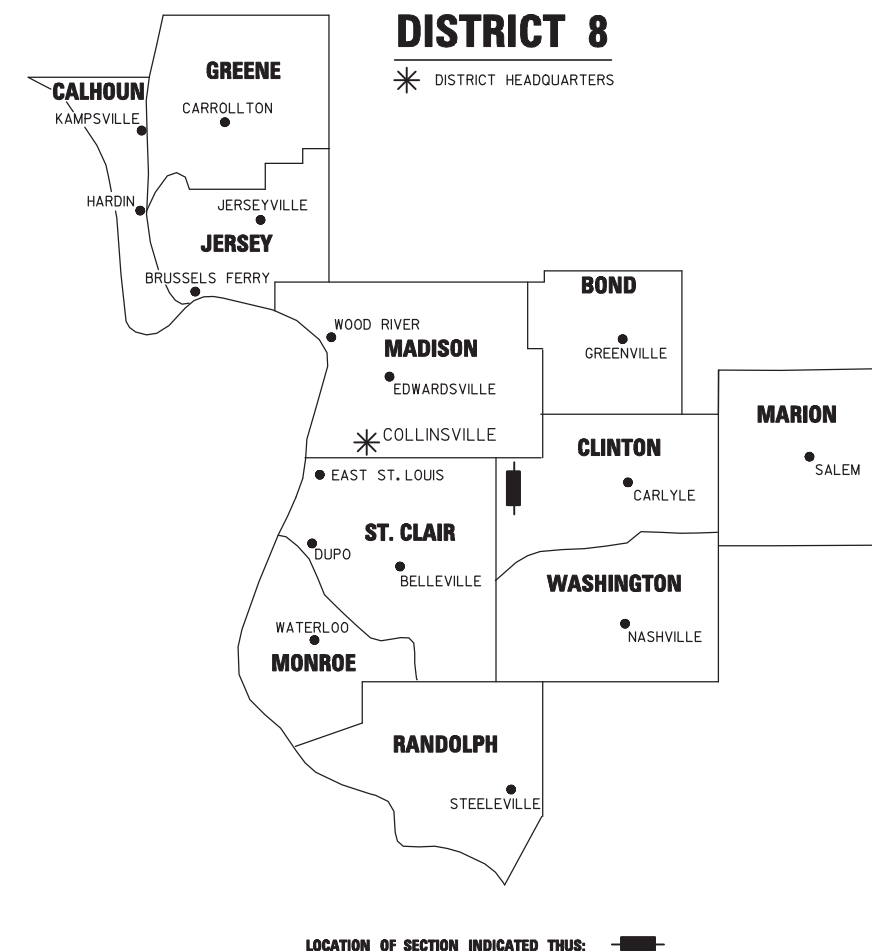 DISTRICT 8
DISTRICT HEADQUARTERS
GREENE
CALHOUN
CARROLLTON
KAMPSVILLE
HARDIN
JERSEYVILLE
JERSEY
BRUSSELS FERRY
BOND
WOOD RIVER
MADISON
GREENVILLE
EDWARDSVILLE
MARION
COLLINSVILLE
CLINTON
SALEM
EAST ST. LOUIS
CARLYLE
ST. CLAIR
DUPO
BELLEVILLE
WASHINGTON
WATERLOO
NASHVILLE
MONROE
RANDOLPH
STEELEVILLE
LOCATION OF SECTION INDICATED THUS: